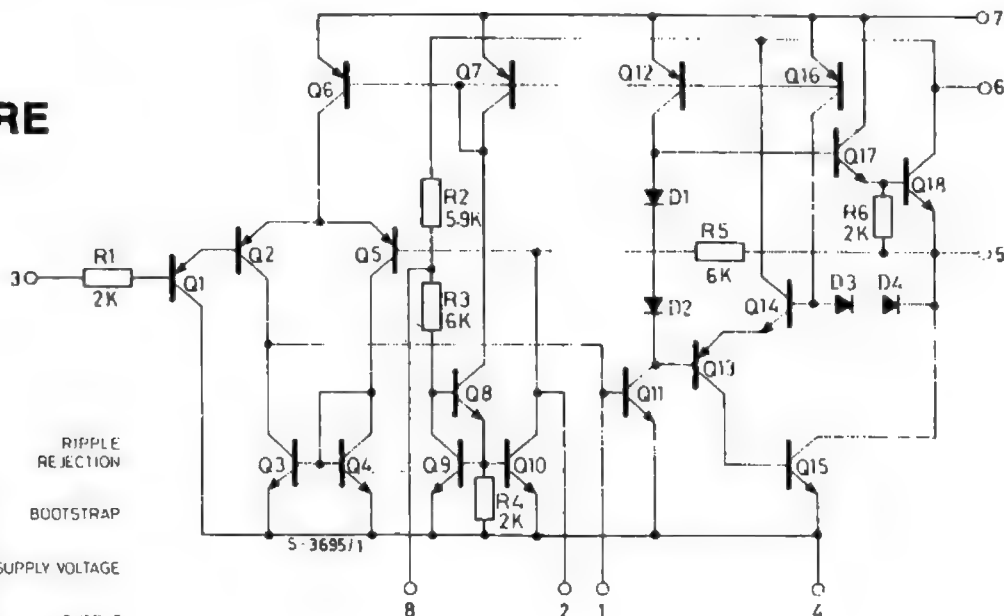 7
Q6
Q7
Q12
Q16
6
RE
Q17
Q18
R2
5.9K
D1
R6
2K
R5
6K
5
R1
2K
3
Q1
Q2
Q5
R3
6K
D3
D4
Q14
D2
Q8
Q11
Q13
RIPPLE
REJECTION
Q3
Q4
Q9
Q10
R4
2K
Q15
BOOTSTRAP
S-3695/1
SUPPLY VOLTAGE
8
2
1
4